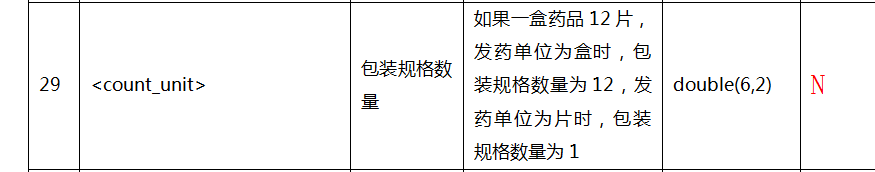 29
<count_unit>
包装规格数
量
如果一盒药品 12 片，
发药单位为盒时，包
装规格数量为 12，发
药单位为片时，包装
规格数量为 1
double(6,2)
N